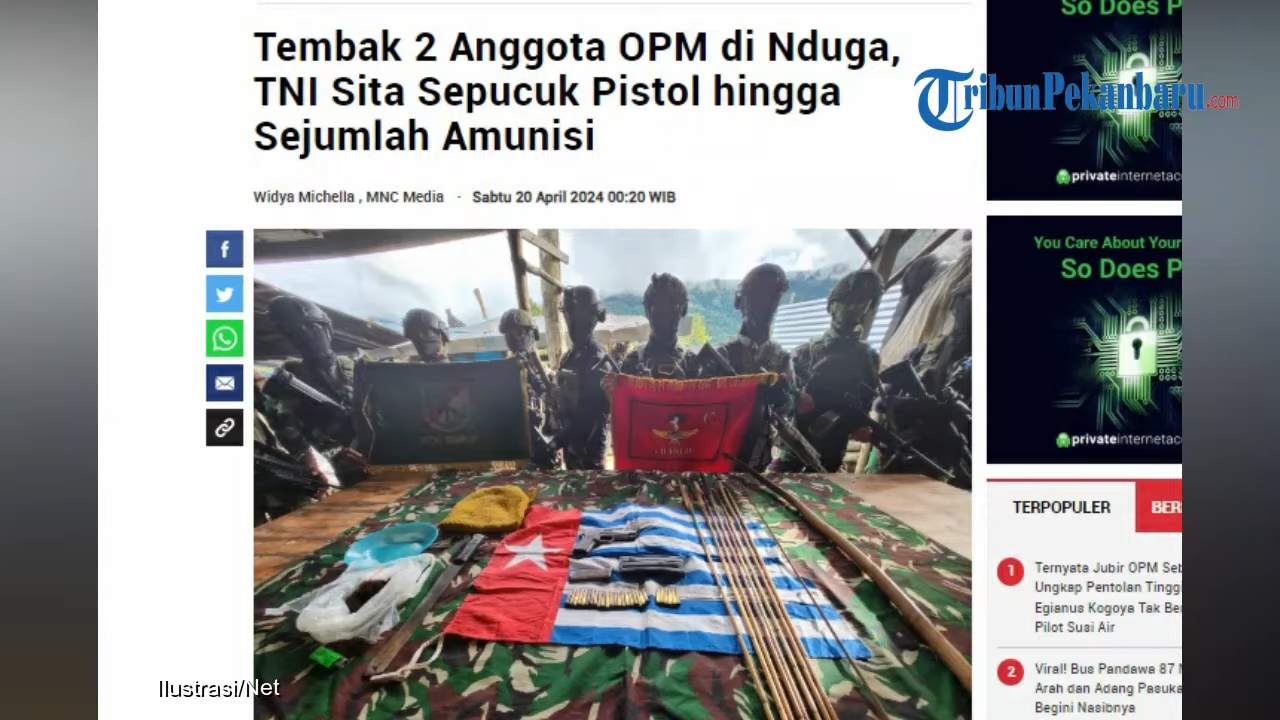 So Does P
Tembak 2 Anggota OPM di Nduga,
TNI Sita Sepucuk Pistol hingga
Sejumlah Amunisi
TribunPekanbaru.com
privateinternetac
Widya Michella , MNC Media - Sabtu 20 April 2024 00:20 WIB
You Care About Your
So Does P
privateinternetac
TERPOPULER
BER
1
Ternyata Jubir OPM Seb
Ungkap Pentolan Tingg
Egianus Kogoya Tak Be
Pilot Susi Air
2
Viral! Bus Pandawa 87
Arah dan Adang Pasuka
Begini Nasibnya
Ilustrasi/Net